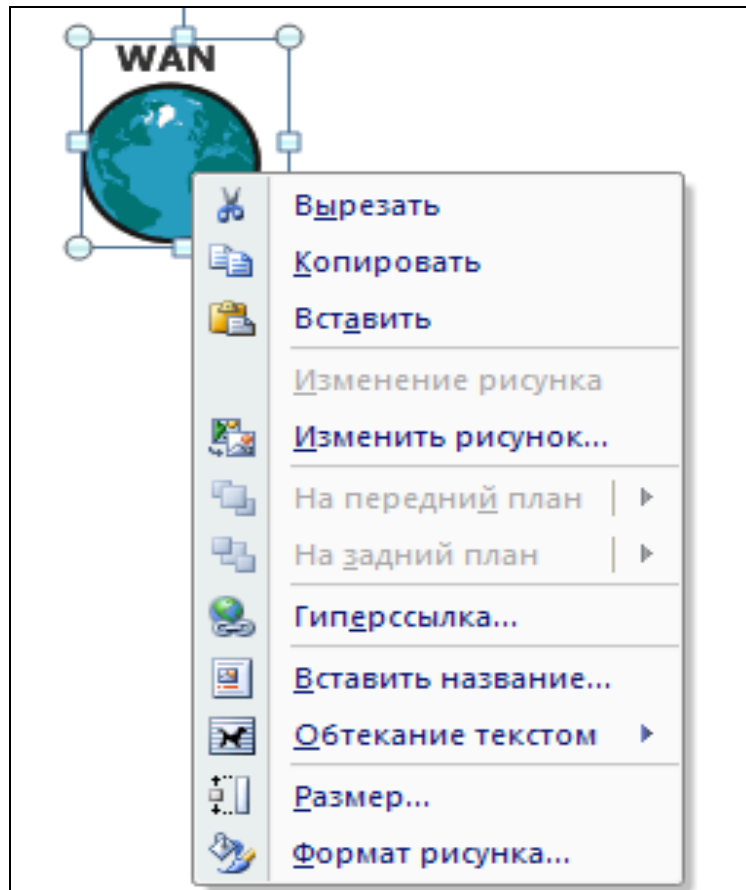 WAN
Вырезать
Копировать
Вставить
Изменение рисунка
Изменить рисунок...
На передний план
На задний план
Гиперссылка...
Вставить название...
Обтекание текстом
Размер...
Формат рисунка...